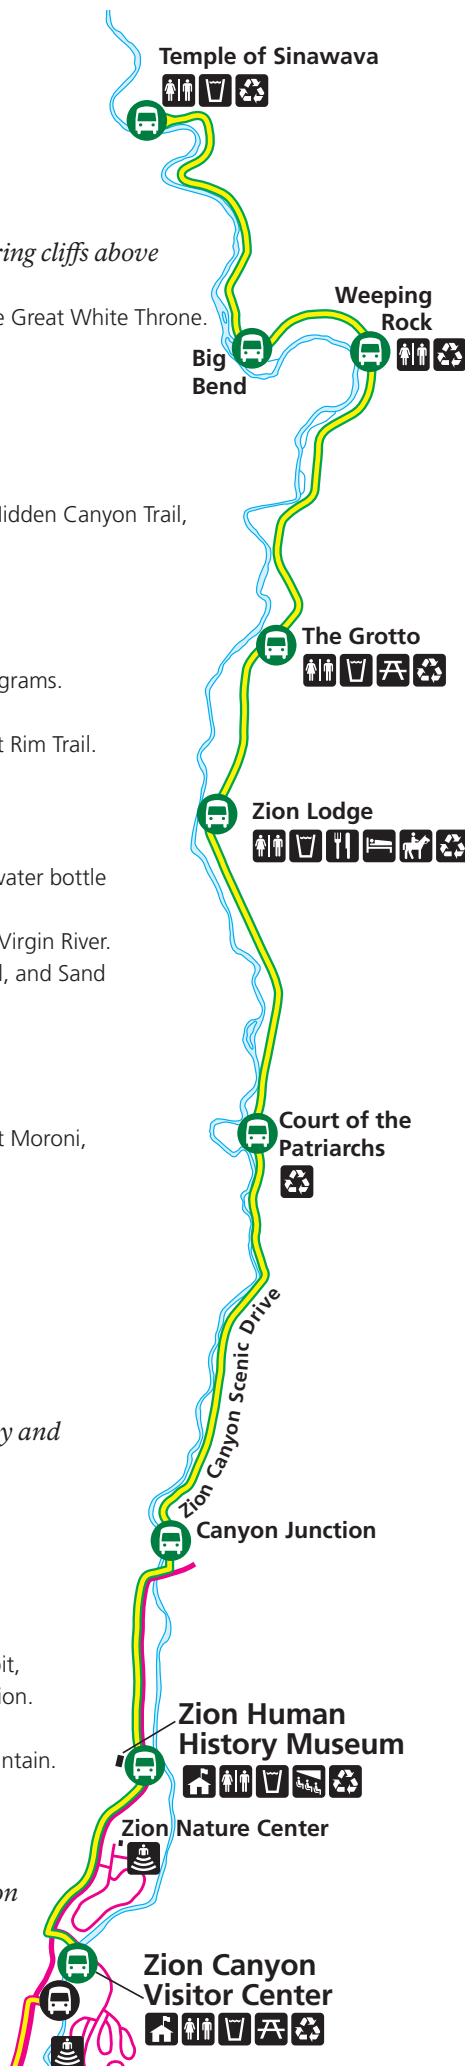 Temple of Sinawava
ring cliffs above
e Great White Throne.
Weeping
Rock
Big
Bend
Hidden Canyon Trail,
The Grotto
grams.
t Rim Trail.
Zion Lodge
water bottle
Virgin River.
l, and Sand
Court of the
Patriarchs
t Moroni,
Zion Canyon Scenic Drive
y and
Canyon Junction
it,
ion.
Zion Human
History Museum
ntain.
Zion Nature Center
on
Zion Canyon
Visitor Center